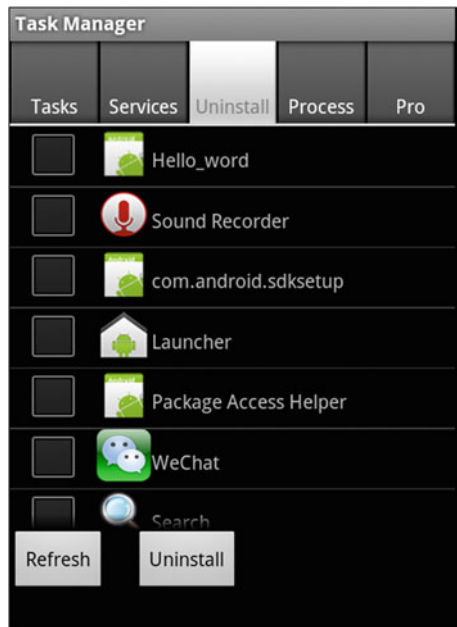 Task Manager
Tasks Services Uninstall Process Pro
Hello_word
Sound Recorder
com.android.sdksetup
Launcher
Package Access Helper
WeChat
Search
Refresh Uninstall